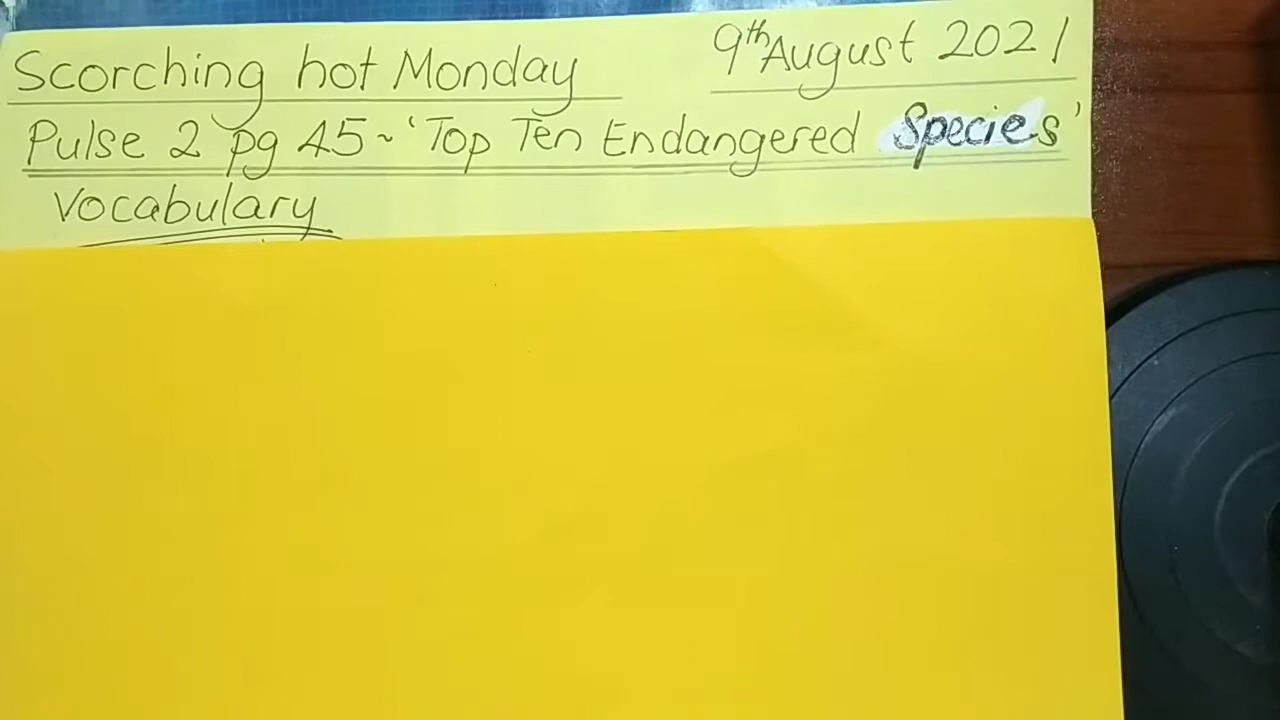 Scorching hot Monday 9th August 2021
Pulse 2 pg 45 ~ 'Top Ten Endangered Species'
Vocabulary